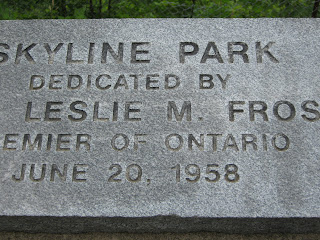 SKYLINE PARK
DEDICATED BY
LESLIE M. FROS
EMIER OF ONTARIO
JUNE 20, 1958